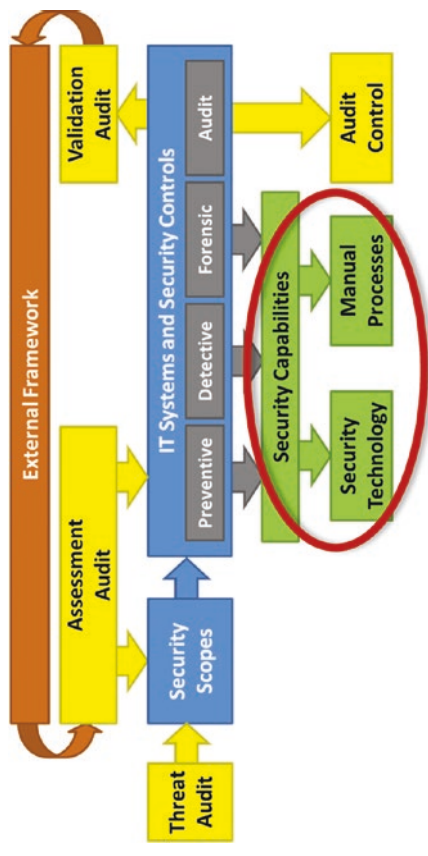 External Framework
Assessment Audit
Validation
Audit
Threat
Audit
Security
Scopes
IT Systems and Security Controls
Preventive
Detective
Forensic
Audit
Security Capabilities
Security
Technology
Manual
Processes
Audit
Control